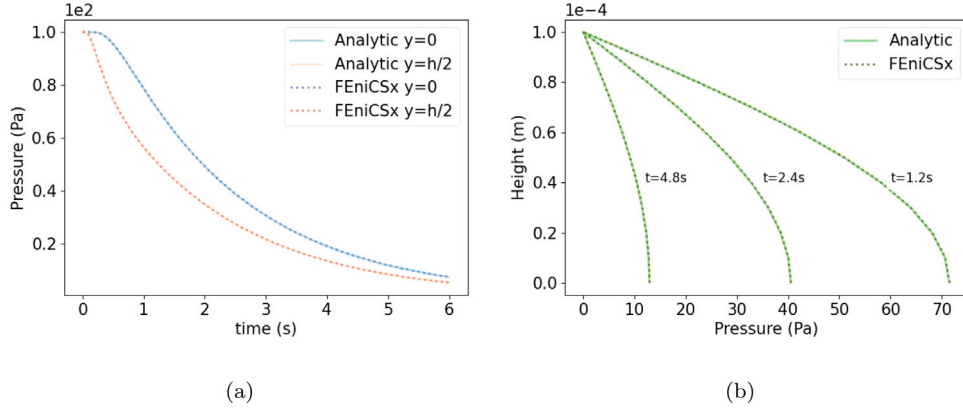 1e2
1.0
0.8
0.6
0.4
0.2
Pressure (Pa)
0 1 2 3 4 5 6
time (s)
Analytic y=0
Analytic y=h/2
FEniCSx y=0
FEniCSx y=h/2
(a)
1e−4
1.0
0.8
0.6
0.4
0.2
0.0
Height (m)
0 10 20 30 40 50 60 70
Pressure (Pa)
Analytic
FEniCSx
t=4.8s
t=2.4s
t=1.2s
(b)